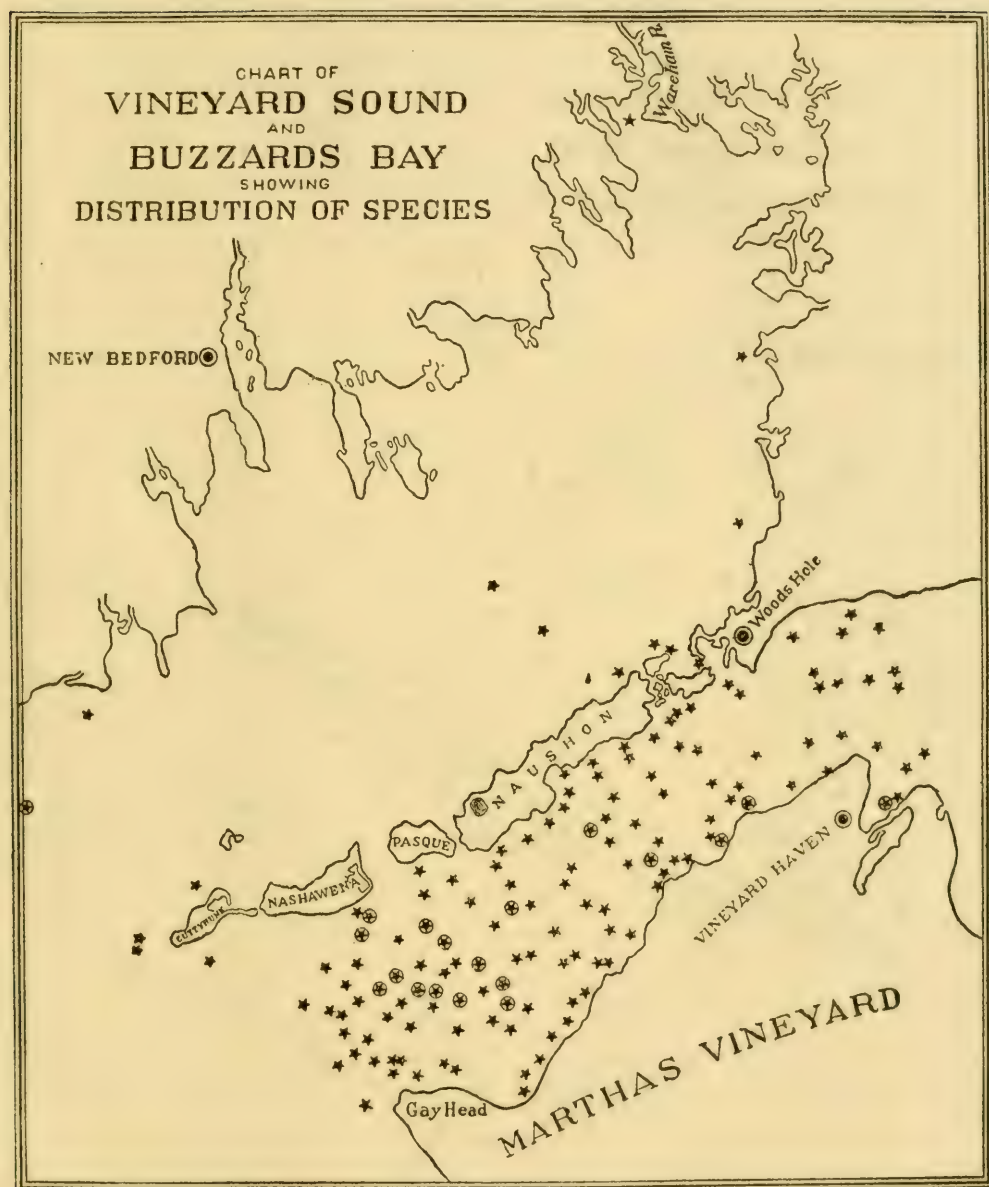 CHART OF
VINEYARD SOUND
AND
BUZZARDS BAY
SHOWING
DISTRIBUTION OF SPECIES
Wareham R.
NEW BEDFORD
Woods Hole
NAUSHON
PASQUE
NASHAWENA
CUTTYHUNK
VINEYARD HAVEN
MARTHAS VINEYARD
Gay Head